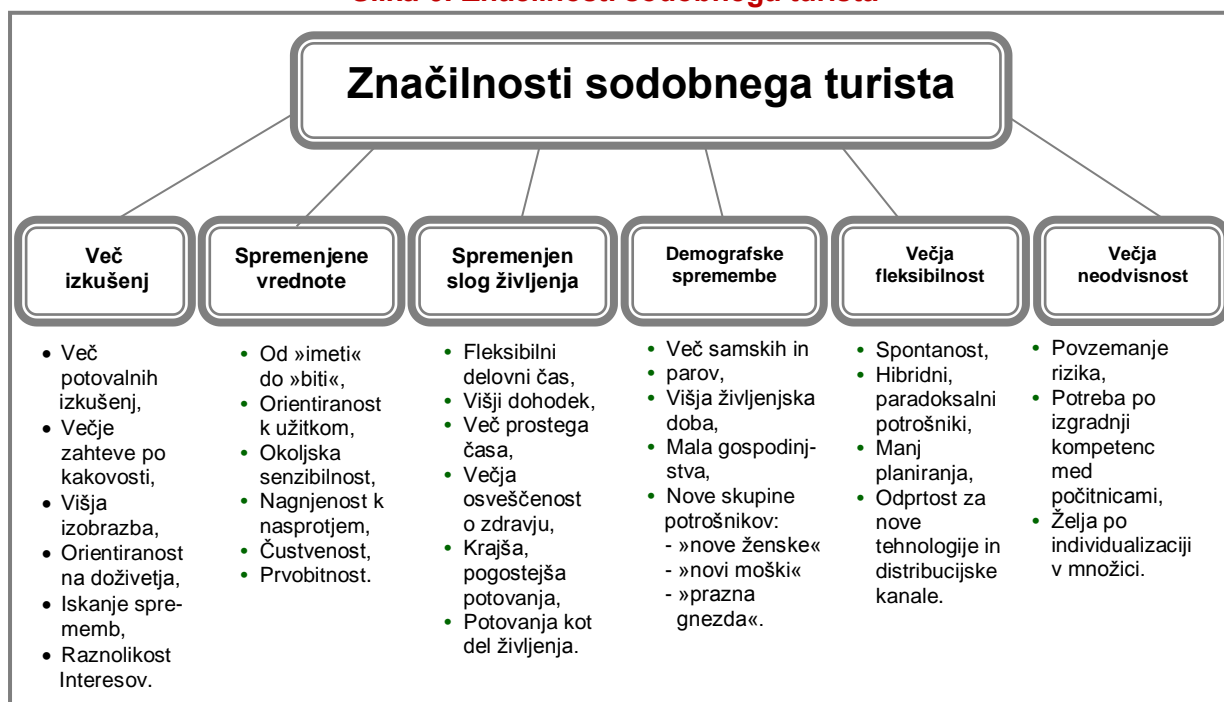 Značilnosti sodobnega turista
Več
izkušenj
Spremenjene
vrednote
Spremenjen
slog življenja
Demografske
spremembe
Večja
fleksibilnost
Večja
neodvisnost
• Več
potovalnih
izkušenj,
• Večje
zahteve po
kakovosti,
• Višja
izobrazba,
• Orientiranost
na doživetja,
• Iskanje spre-
memb,
• Raznolikost
Interesov.
• Od »imeti«
do »biti«,
• Orientiranost
k užitkom,
• Okoljska
senzibilnost,
• Nagnjenost k
nasprotjem,
• Čustvenost,
• Prvobitnost.
• Fleksibilni
delovni čas,
• Višji dohodek,
• Več prostega
časa,
• Večja
osveščenost
o zdravju,
• Krajša,
pogostejša
potovanja,
• Potovanja kot
del življenja.
• Več samskih in
• parov,
• Višja življenjska
doba,
• Mala gospodinj-
stva,
• Nove skupine
potrošnikov:
- »nove ženske«
- »novi moški«
- »prazna
gnezda«.
• Spontanost,
• Hibridni,
paradoksalni
potrošniki,
• Manj
planiranja,
• Odprtost za
nove
tehnologije in
distribucijske
kanale.
• Povzemanje
rizika,
• Potreba po
izgradnji
kompetenc
med
počitnicami,
• Želja po
individualizaciji
v množici.